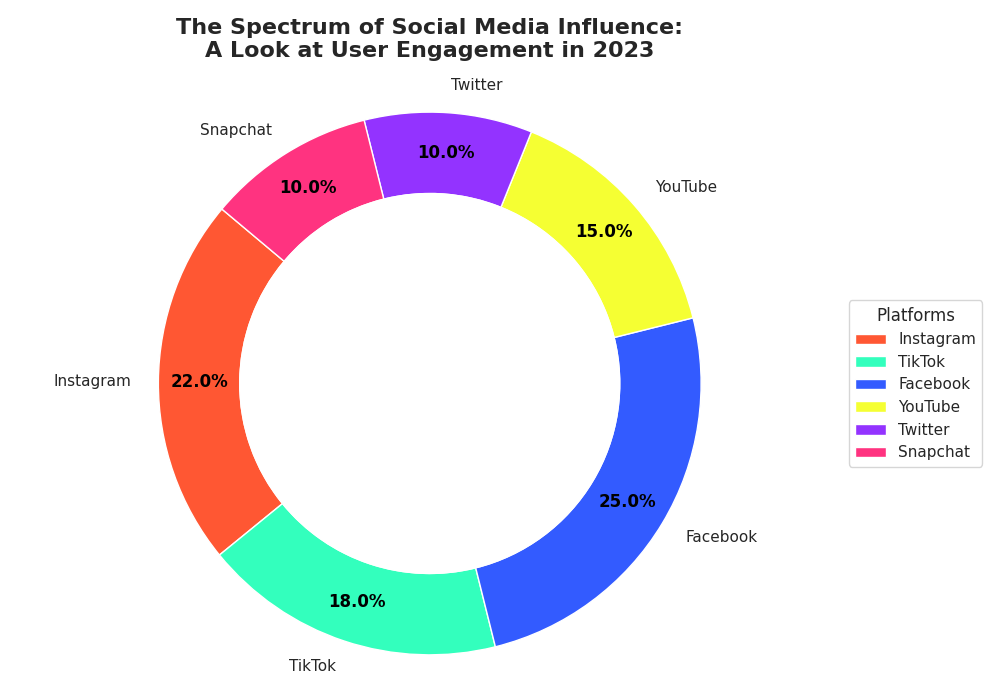 The Spectrum of Social Media Influence:
A Look at User Engagement in 2023
Twitter
Snapchat
10.0%
10.0%
YouTube
15.0%
Instagram
22.0%
25.0%
Facebook
18.0%
TikTok
Platforms
Instagram
TikTok
Facebook
YouTube
Twitter
Snapchat